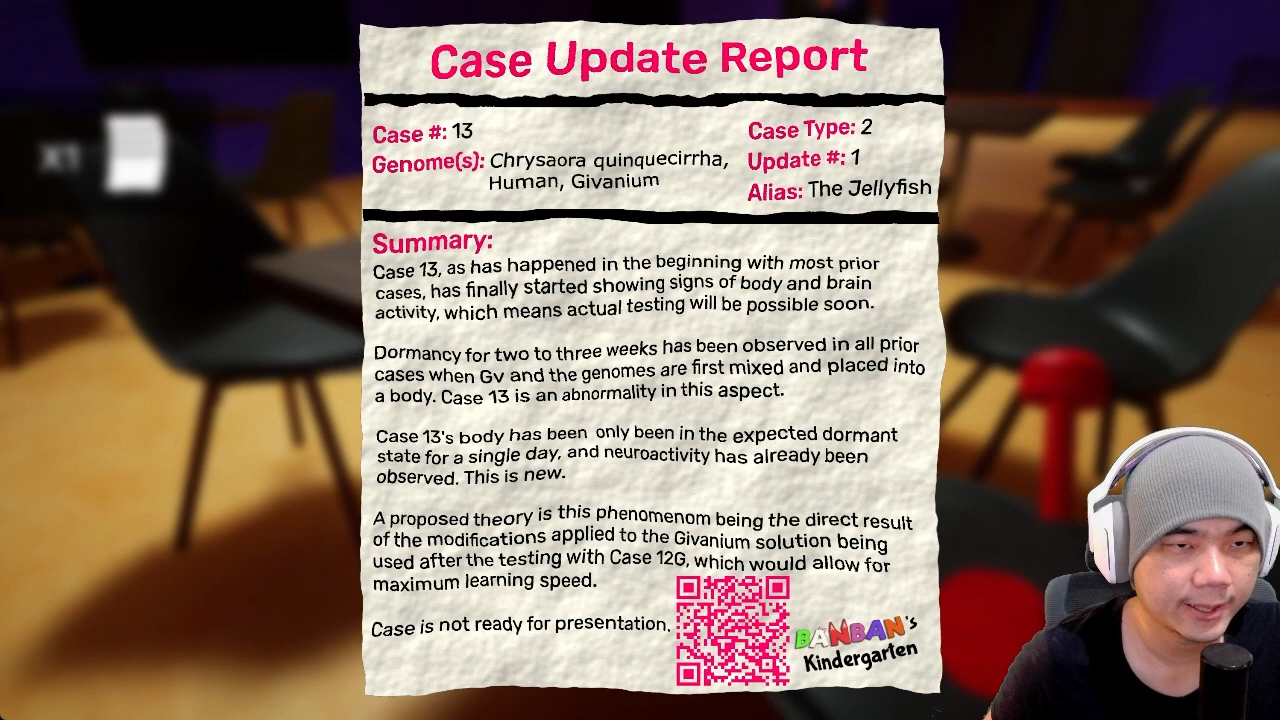 Case Update Report
Case #: 13
Case Type: 2
Genome(s): Chrysaora quinquecirrha,
Human, Givanium
Update #: 1
Alias: The Jellyfish
Summary:
Case 13, as has happened in the beginning with most prior
cases, has finally started showing signs of body and brain
activity, which means actual testing will be possible soon.
Dormancy for two to three weeks has been observed in all prior
cases when Gv and the genomes are first mixed and placed into
a body. Case 13 is an abnormality in this aspect.
Case 13's body has been only been in the expected dormant
state for a single day, and neuroactivity has already been
observed. This is new.
A proposed theory is this phenomenom being the direct result
of the modifications applied to the Givanium solution being
used after the testing with Case 12G, which would allow for
maximum learning speed.
Case is not ready for presentation.
BANBAN's
Kindergarten
X1